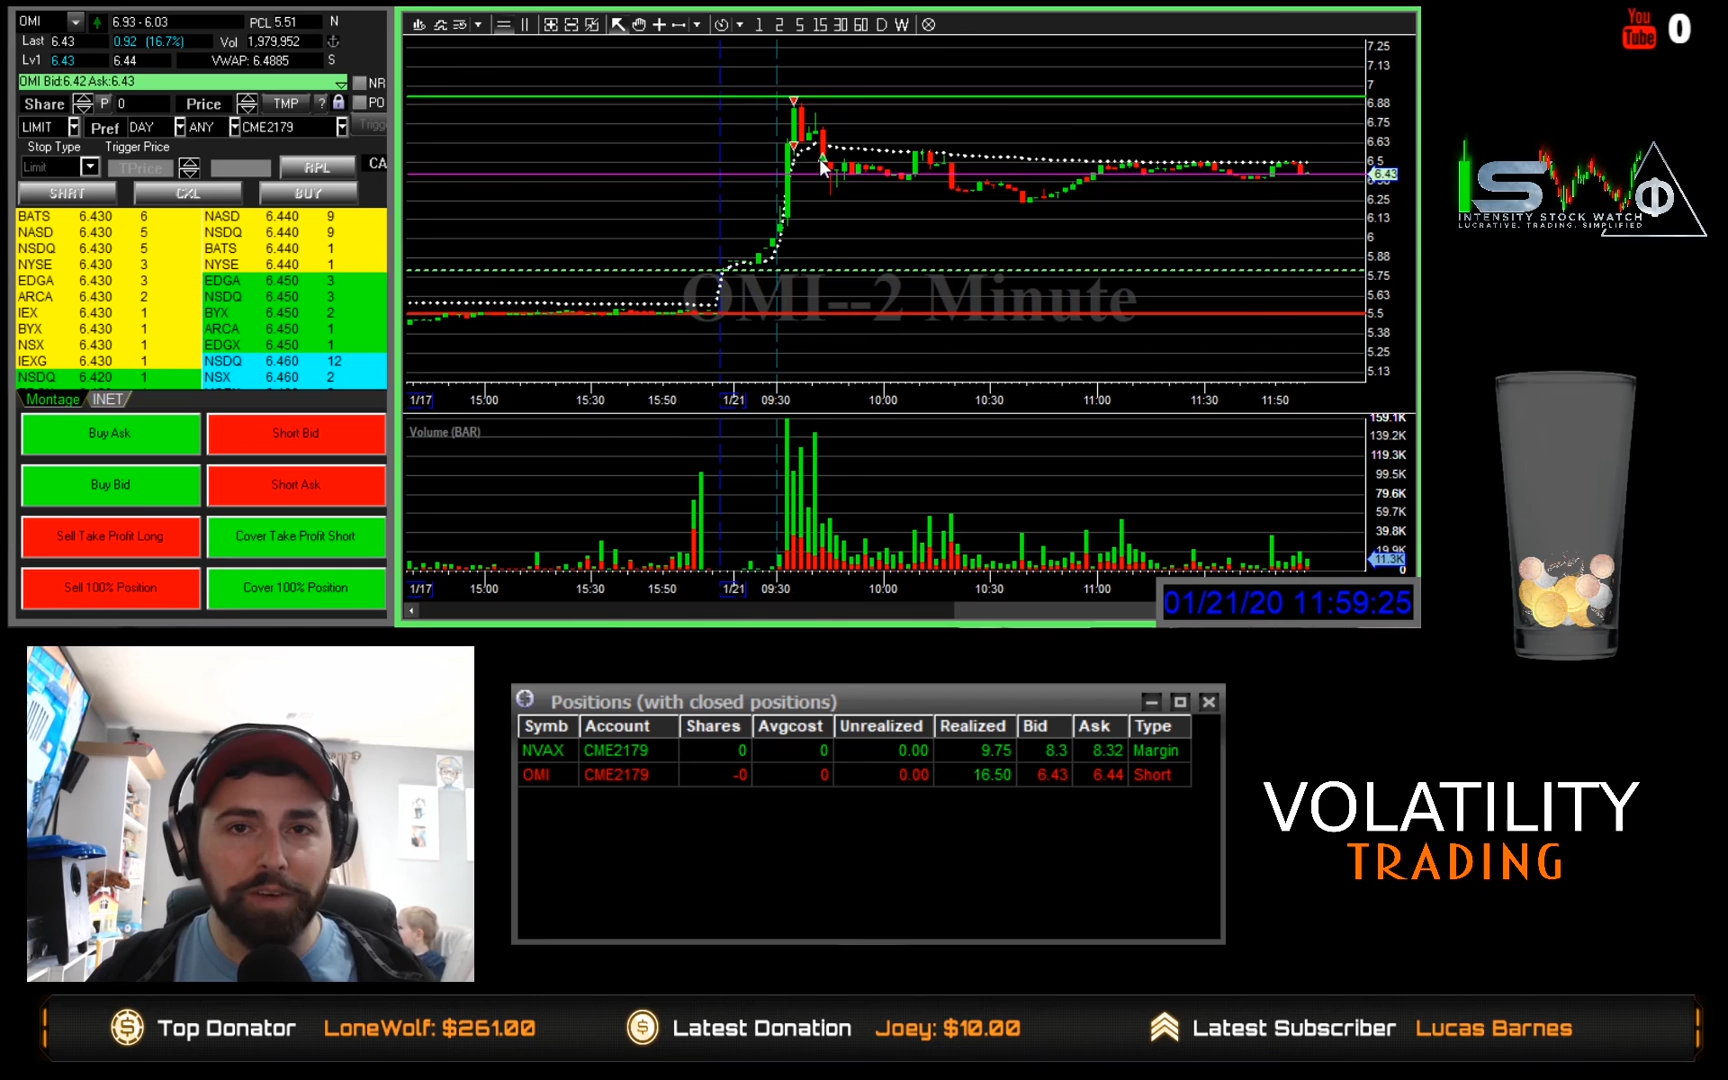 OMI 6.93 - 6.03 PCL 5.51 N
Last 6.43 0.92 (16.7%) Vol 1,979,952
Lv1 6.43 6.44 VWAP: 6.4885 S
OMI Bid:6.42 Ask:6.43 NR
Share P 0 Price TMP ? PO
LIMIT Pref DAY ANY CME2179 Trigg
Stop Type Trigger Price
Limit TPrice RPL CA
SHRT CXL BUY
BATS 6.430 6 NASD 6.440 9
NASD 6.430 5 NSDQ 6.440 9
NSDQ 6.430 5 BATS 6.440 1
NYSE 6.430 3 NYSE 6.440 1
EDGA 6.430 3 EDGA 6.450 3
ARCA 6.430 2 NSDQ 6.450 3
IEX 6.430 1 BYX 6.450 2
BYX 6.430 1 ARCA 6.450 1
NSX 6.430 1 EDGX 6.450 1
IEXG 6.430 1 NSDQ 6.460 12
NSDQ 6.420 1 NSX 6.460 2
Montage INET
Buy Ask Short Bid
Buy Bid Short Ask
Sell Take Profit Long Cover Take Profit Short
Sell 100% Position Cover 100% Position
1 2 5 15 30 60 D W
7.25
7.13
7
6.88
6.75
6.63
6.5
6.43
6.25
6.13
6
5.88
5.75
5.63
5.5
5.38
5.25
5.13
OMI--2 Minute
1/17 15:00 15:30 15:50 1/21 09:30 10:00 10:30 11:00 11:30 11:50
Volume (BAR)
159.1K
139.2K
119.3K
99.5K
79.6K
59.7K
39.8K
19.9K
11.3K
0
1/17 15:00 15:30 15:50 1/21 09:30 10:00 10:30 11:00
01/21/20 11:59:25
You
Tube
0
ISW
INTENSITY STOCK WATCH
LUCRATIVE. TRADING. SIMPLIFIED
Positions (with closed positions)
Symb Account Shares Avgcost Unrealized Realized Bid Ask Type
NVAX CME2179 0 0 0.00 9.75 8.3 8.32 Margin
OMI CME2179 -0 0 0.00 16.50 6.43 6.44 Short
VOLATILITY
TRADING
Top Donator LoneWolf: $261.00 Latest Donation Joey: $10.00 Latest Subscriber Lucas Barnes